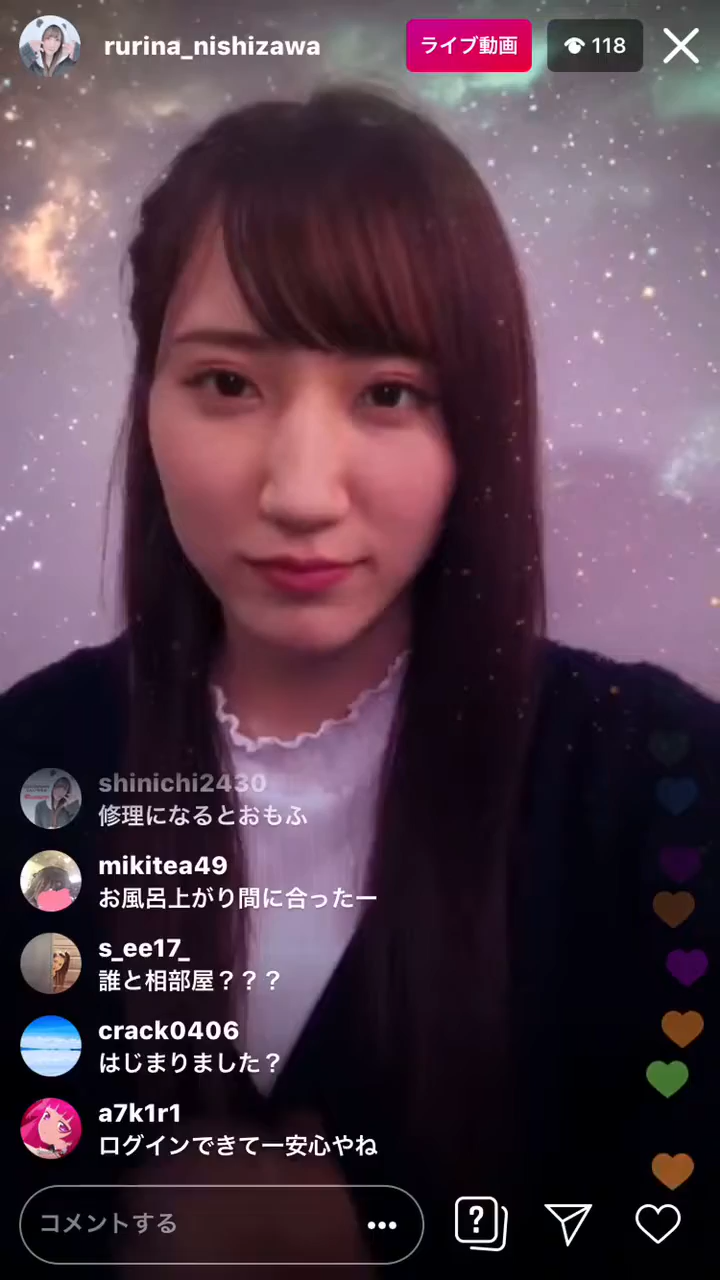 rurina_nishizawa
ライブ動画
118
shinichi2430
修理になるとおもふ
mikitea49
お風呂上がり間に合ったー
s_ee17_
誰と相部屋？？？
crack0406
はじまりました？
a7k1r1
ログインできて一安心やね
コメントする
?